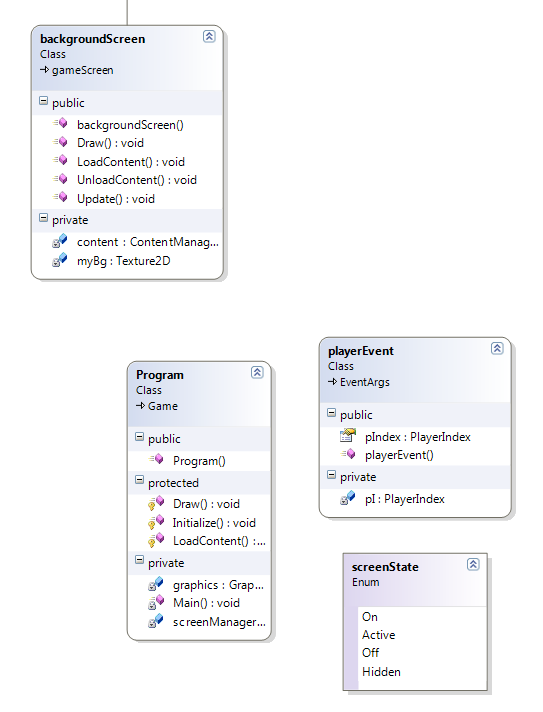 backgroundScreen
Class
gameScreen
public
backgroundScreen()
Draw() : void
LoadContent() : void
UnloadContent() : void
Update() : void
private
content : ContentManag...
myBg : Texture2D
Program
Class
Game
public
Program()
protected
Draw() : void
Initialize() : void
LoadContent() :...
private
graphics : Grap...
Main() : void
screenManager...
playerEvent
Class
EventArgs
public
pIndex : PlayerIndex
playerEvent()
private
pI : PlayerIndex
screenState
Enum
On
Active
Off
Hidden